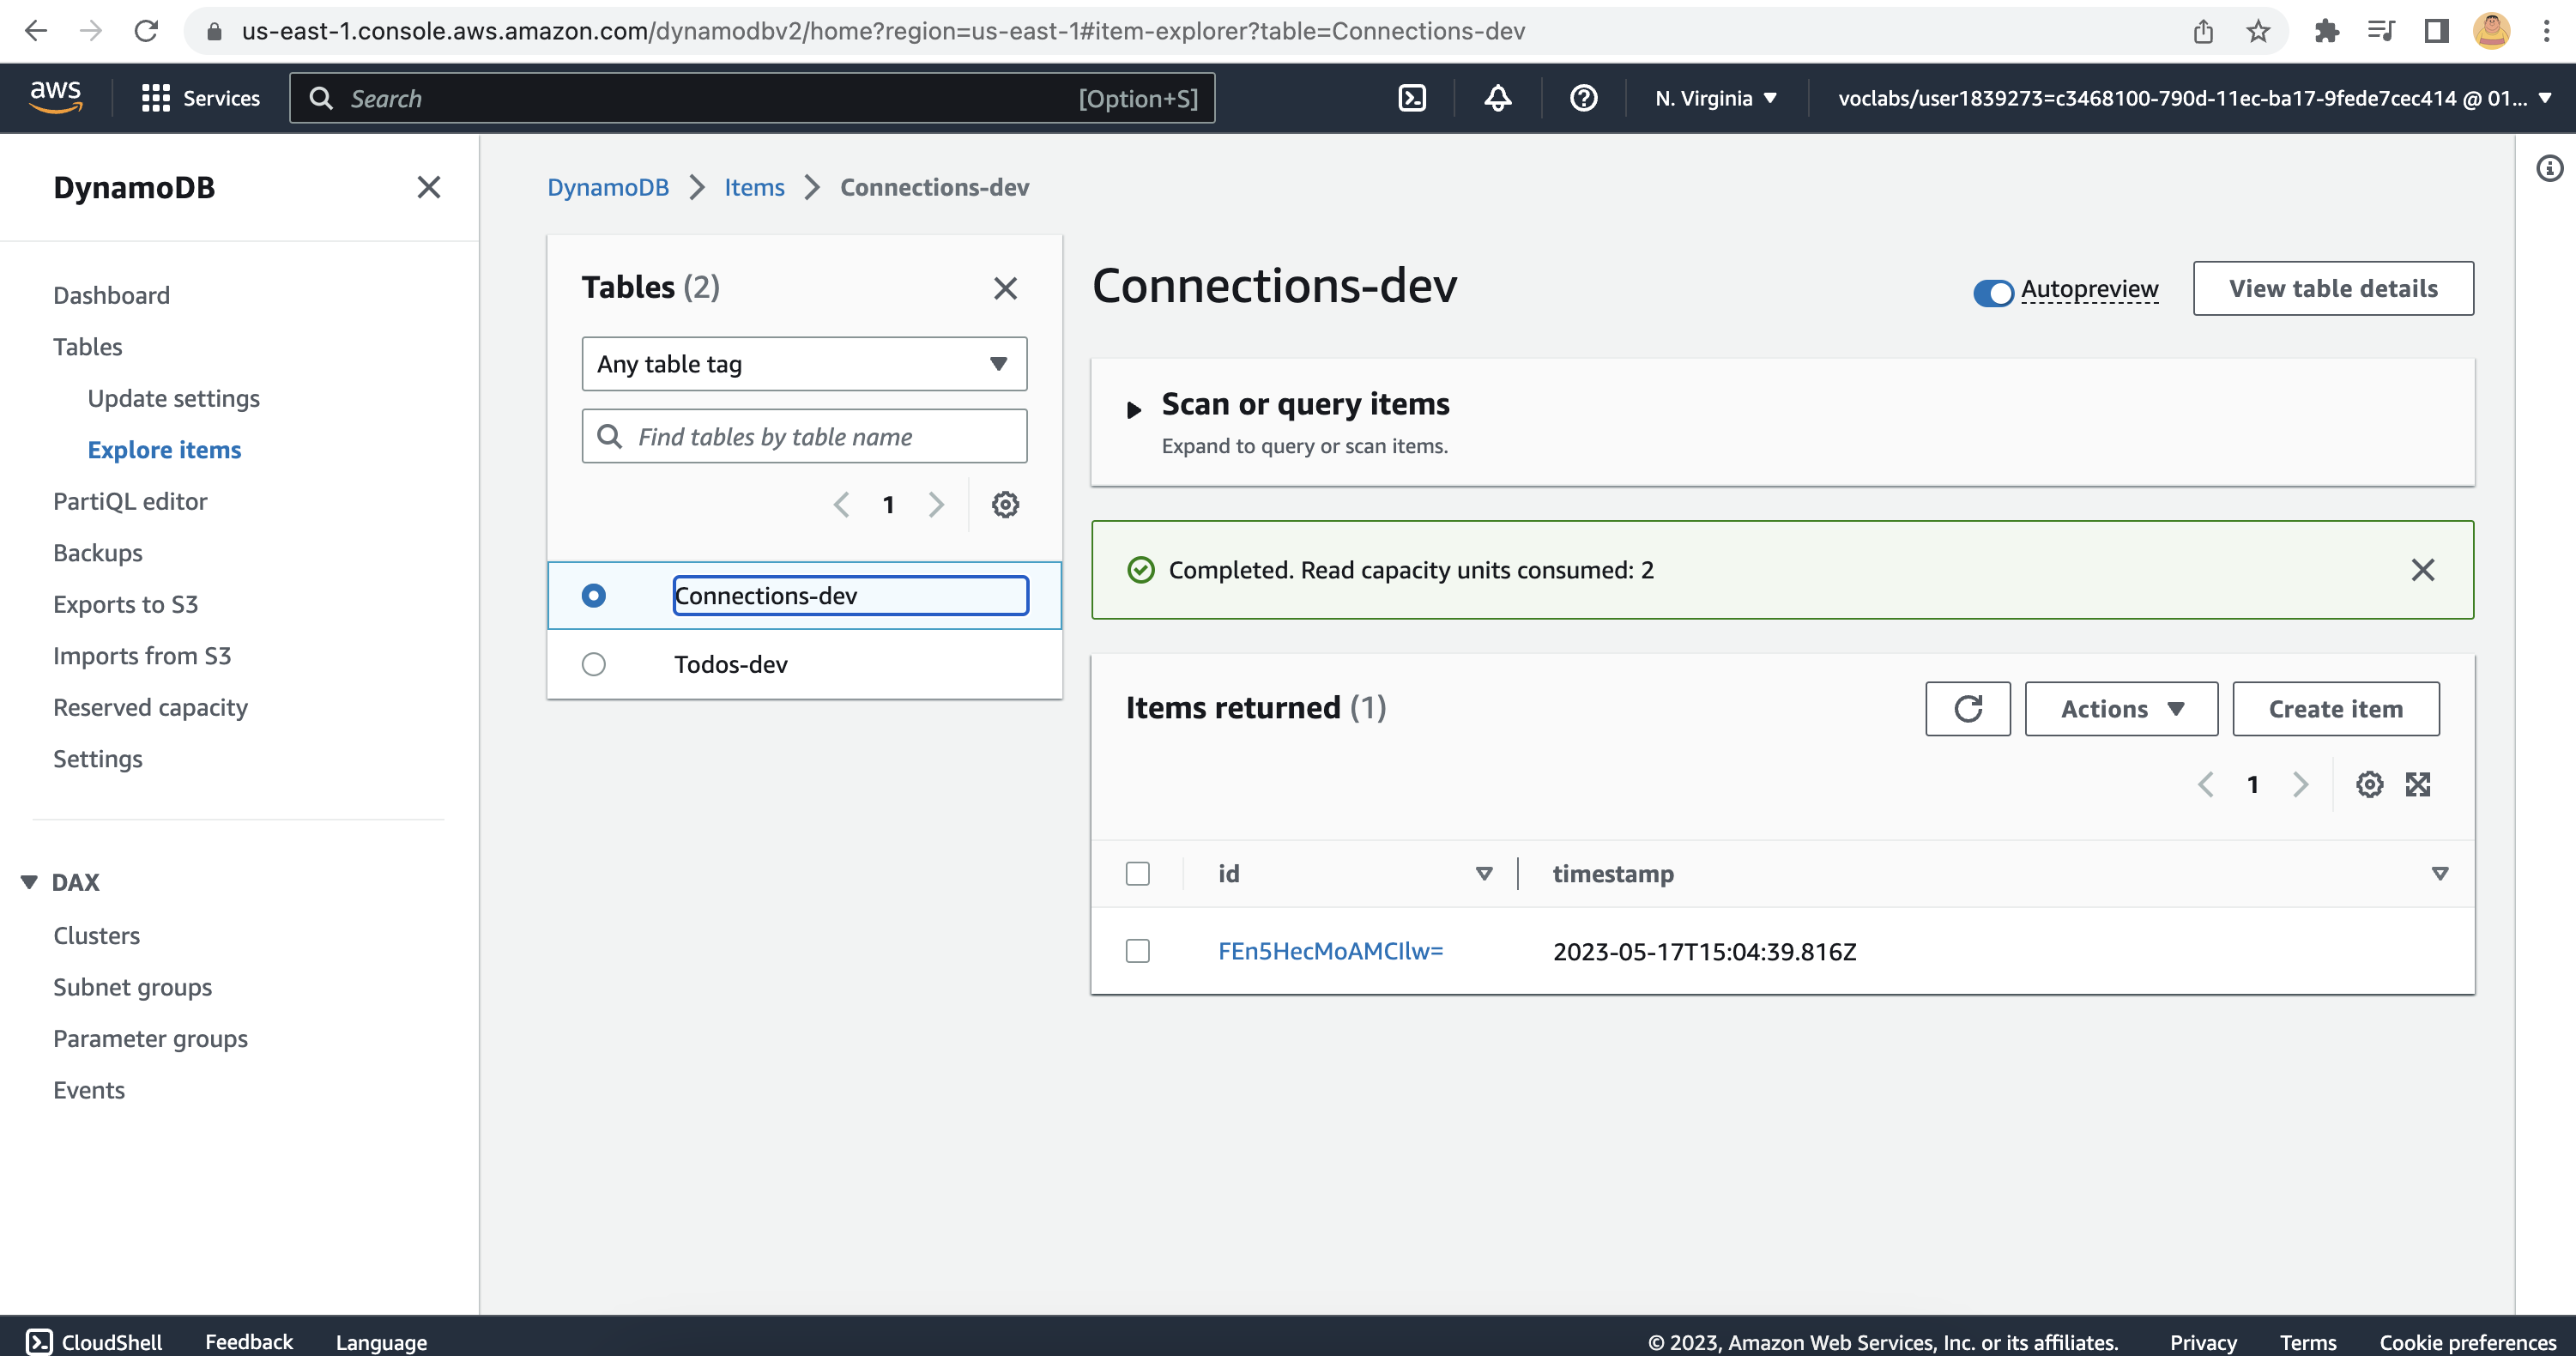 us-east-1.console.aws.amazon.com/dynamodbv2/home?region=us-east-1#item-explorer?table=Connections-dev
aws
Services
Search
[Option+S]
N. Virginia
voclabs/user1839273=c3468100-790d-11ec-ba17-9fede7cec414 @ 01...
DynamoDB
Dashboard
Tables
Update settings
Explore items
PartiQL editor
Backups
Exports to S3
Imports from S3
Reserved capacity
Settings
DAX
Clusters
Subnet groups
Parameter groups
Events
DynamoDB
Items
Connections-dev
Tables (2)
Any table tag
Find tables by table name
1
Connections-dev
Todos-dev
Connections-dev
Autopreview
View table details
Scan or query items
Expand to query or scan items.
Completed. Read capacity units consumed: 2
Items returned (1)
Actions
Create item
1
id
timestamp
FEn5HecMoAMCIlw=
2023-05-17T15:04:39.816Z
CloudShell
Feedback
Language
© 2023, Amazon Web Services, Inc. or its affiliates.
Privacy
Terms
Cookie preferences